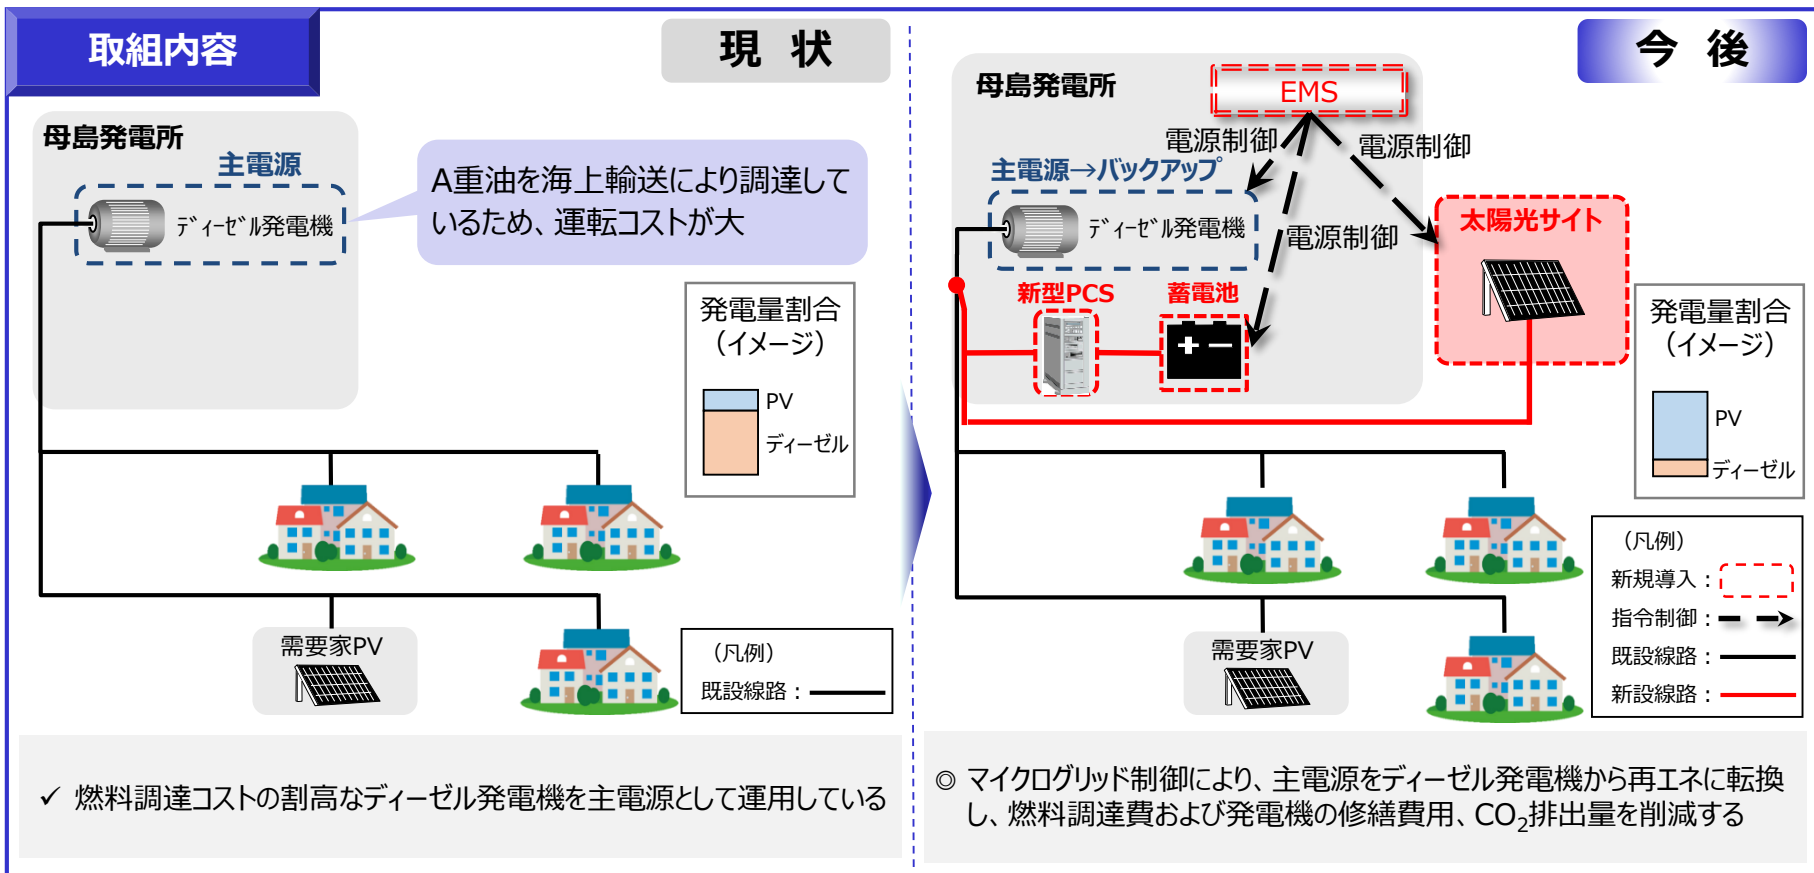 取組内容
現 状
母島発電所
主電源
ディーゼル発電機
A重油を海上輸送により調達して
いるため、運転コストが大
発電量割合
（イメージ）
PV
ディーゼル
需要家PV
（凡例）
既設線路：
✓ 燃料調達コストの割高なディーゼル発電機を主電源として運用している
今 後
母島発電所
EMS
電源制御
電源制御
主電源→バックアップ
ディーゼル発電機
電源制御
太陽光サイト
新型PCS
蓄電池
発電量割合
（イメージ）
PV
ディーゼル
需要家PV
（凡例）
新規導入：
指令制御：
既設線路：
新設線路：
◎ マイクログリッド制御により、主電源をディーゼル発電機から再エネに転換
し、燃料調達費および発電機の修繕費用、CO₂排出量を削減する